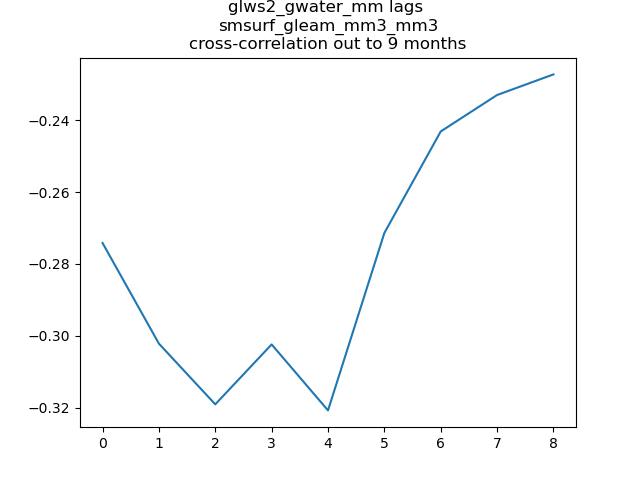 glws2_gwater_mm lags
smsurf_gleam_mm3_mm3
cross-correlation out to 9 months
−0.24
−0.26
−0.28
−0.30
−0.32
0 1 2 3 4 5 6 7 8